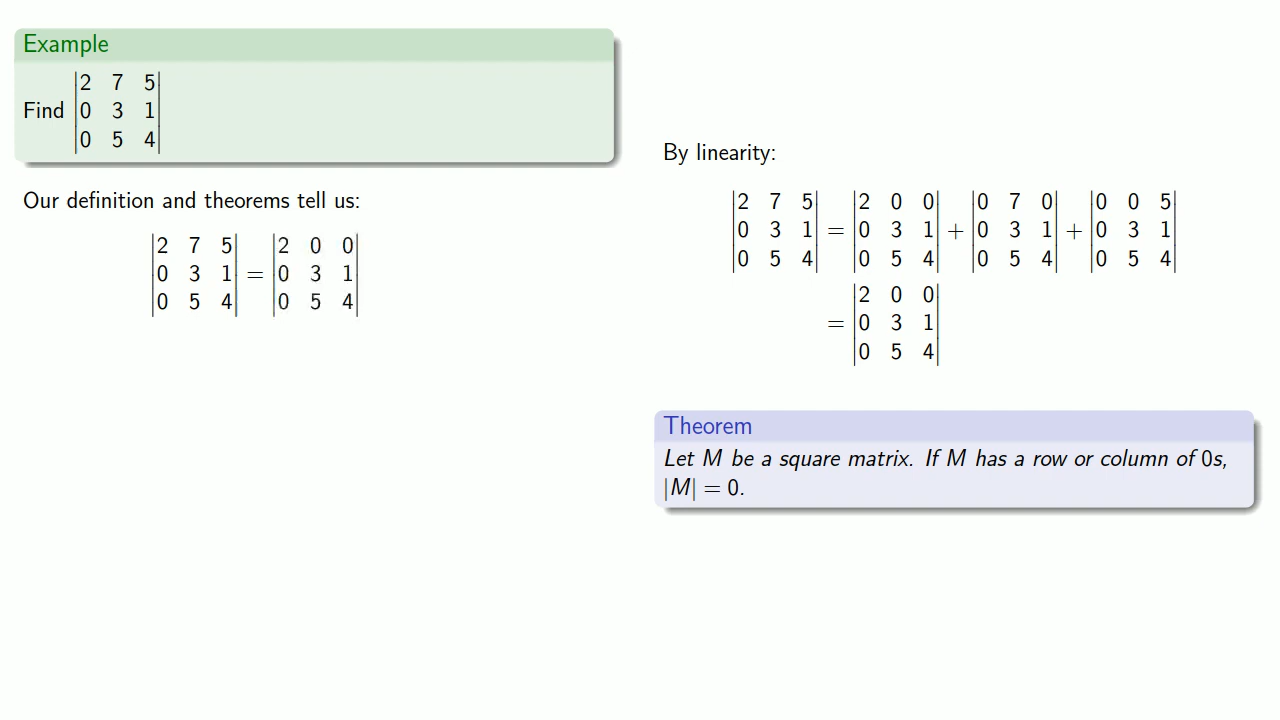 Example
Find |2 7 5|
|0 3 1|
|0 5 4|
Our definition and theorems tell us:
|2 7 5| = |2 0 0|
|0 3 1| |0 3 1|
|0 5 4| |0 5 4|
By linearity:
|2 7 5| = |2 0 0| + |0 7 0| + |0 0 5|
|0 3 1| |0 3 1| |0 3 1| |0 3 1|
|0 5 4| |0 5 4| |0 5 4| |0 5 4|
= |2 0 0|
|0 3 1|
|0 5 4|
Theorem
Let M be a square matrix. If M has a row or column of 0s,
|M| = 0.